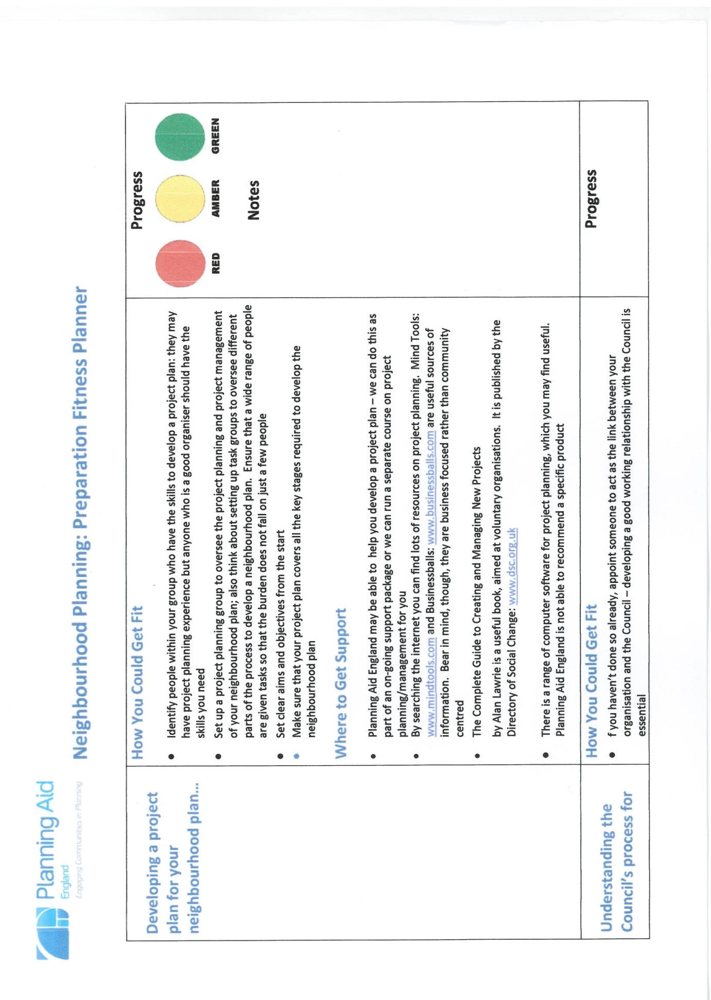 Planning Aid
England
Engaging Communities in Planning
Neighbourhood Planning: Preparation Fitness Planner
Developing a project
plan for your
neighbourhood plan...
How You Could Get Fit
• Identify people within your group who have the skills to develop a project plan: they may
have project planning experience but anyone who is a good organiser should have the
skills you need
• Set up a project planning group to oversee the project planning and project management
of your neighbourhood plan; also think about setting up task groups to oversee different
parts of the process to develop a neighbourhood plan. Ensure that a wide range of people
are given tasks so that the burden does not fall on just a few people
• Set clear aims and objectives from the start
• Make sure that your project plan covers all the key stages required to develop the
neighbourhood plan
Where to Get Support
• Planning Aid England may be able to help you develop a project plan – we can do this as
part of an on-going support package or we can run a separate course on project
planning/management for you
• By searching the internet you can find lots of resources on project planning. Mind Tools:
www.mindtools.com and Businessballs: www.businessballs.com are useful sources of
information. Bear in mind, though, they are business focused rather than community
centred
• The Complete Guide to Creating and Managing New Projects
by Alan Lawrie is a useful book, aimed at voluntary organisations. It is published by the
Directory of Social Change: www.dsc.org.uk
• There is a range of computer software for project planning, which you may find useful.
Planning Aid England is not able to recommend a specific product
Progress
RED AMBER GREEN
Notes
Understanding the
Council's process for
How You Could Get Fit
• f you haven't done so already, appoint someone to act as the link between your
organisation and the Council – developing a good working relationship with the Council is
essential
Progress